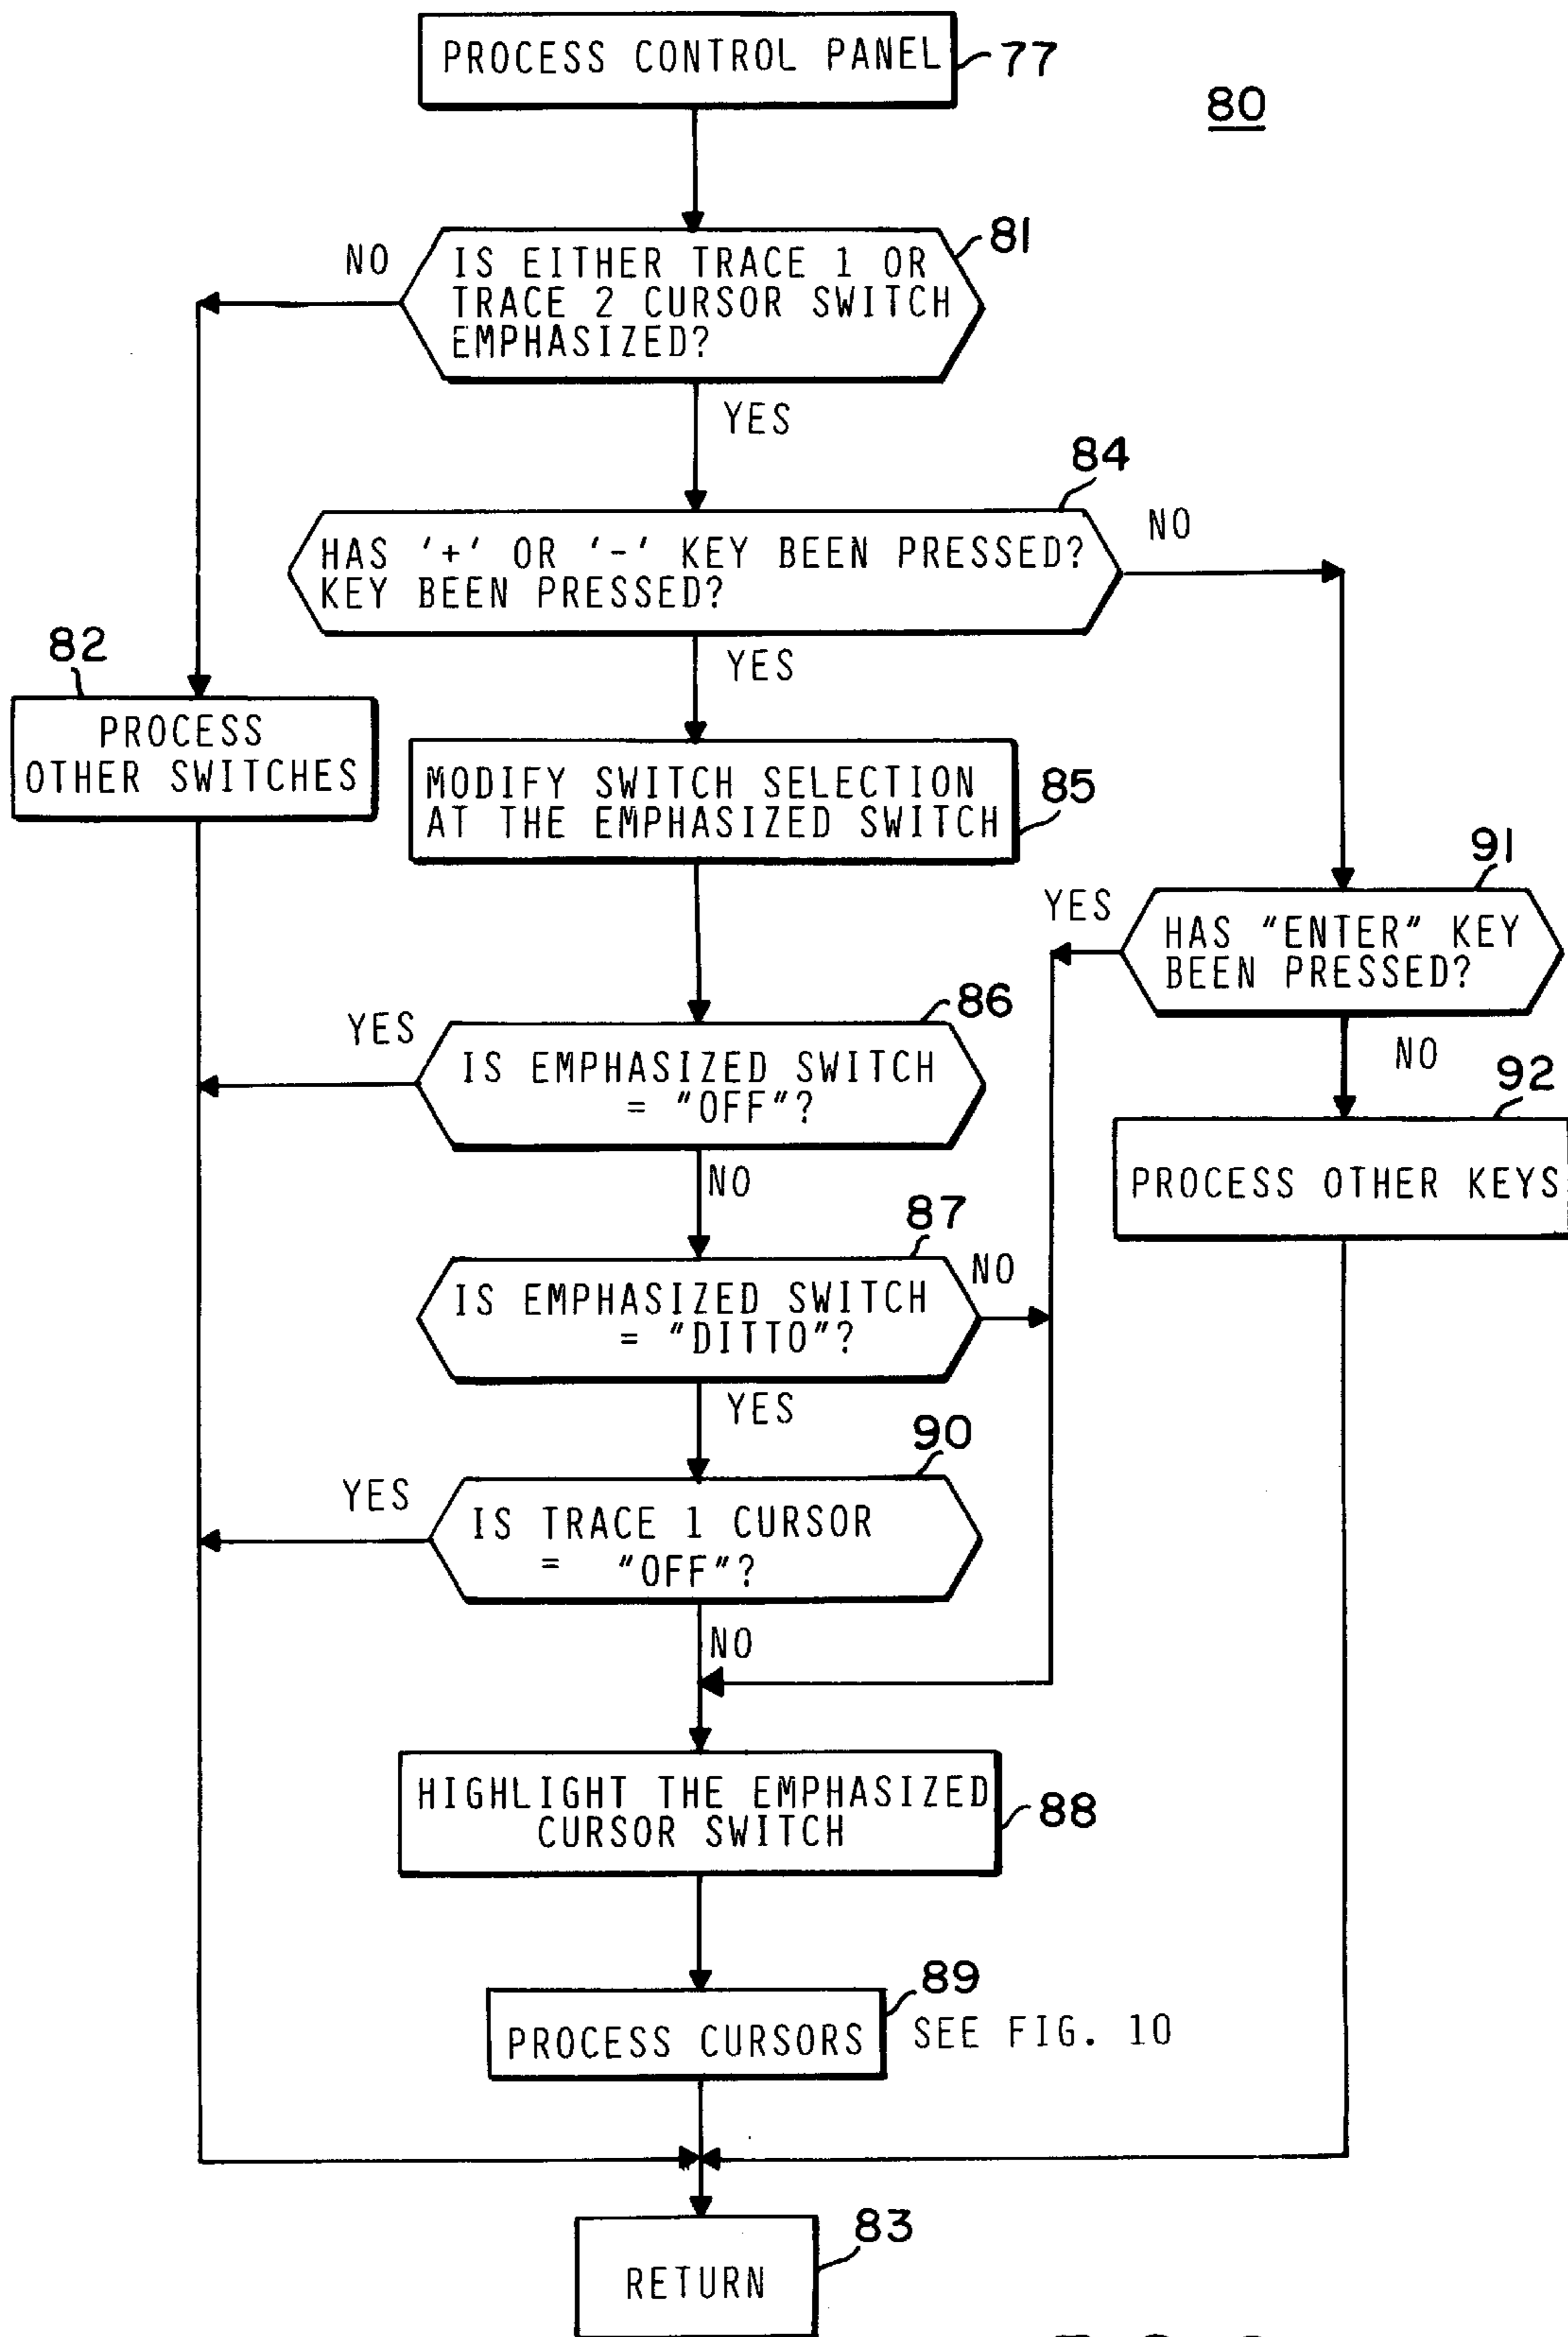 PROCESS CONTROL PANEL
77
80
81
NO
IS EITHER TRACE 1 OR
TRACE 2 CURSOR SWITCH
EMPHASIZED?
YES
84
NO
HAS '+' OR '-' KEY BEEN PRESSED?
KEY BEEN PRESSED?
82
YES
PROCESS
OTHER SWITCHES
MODIFY SWITCH SELECTION
AT THE EMPHASIZED SWITCH
85
91
YES
HAS "ENTER" KEY
BEEN PRESSED?
86
YES
NO
IS EMPHASIZED SWITCH
= "OFF"?
92
NO
PROCESS OTHER KEYS
87
NO
IS EMPHASIZED SWITCH
= "DITTO"?
YES
90
YES
IS TRACE 1 CURSOR
= "OFF"?
NO
HIGHLIGHT THE EMPHASIZED
CURSOR SWITCH
88
89
PROCESS CURSORS
SEE FIG. 10
83
RETURN